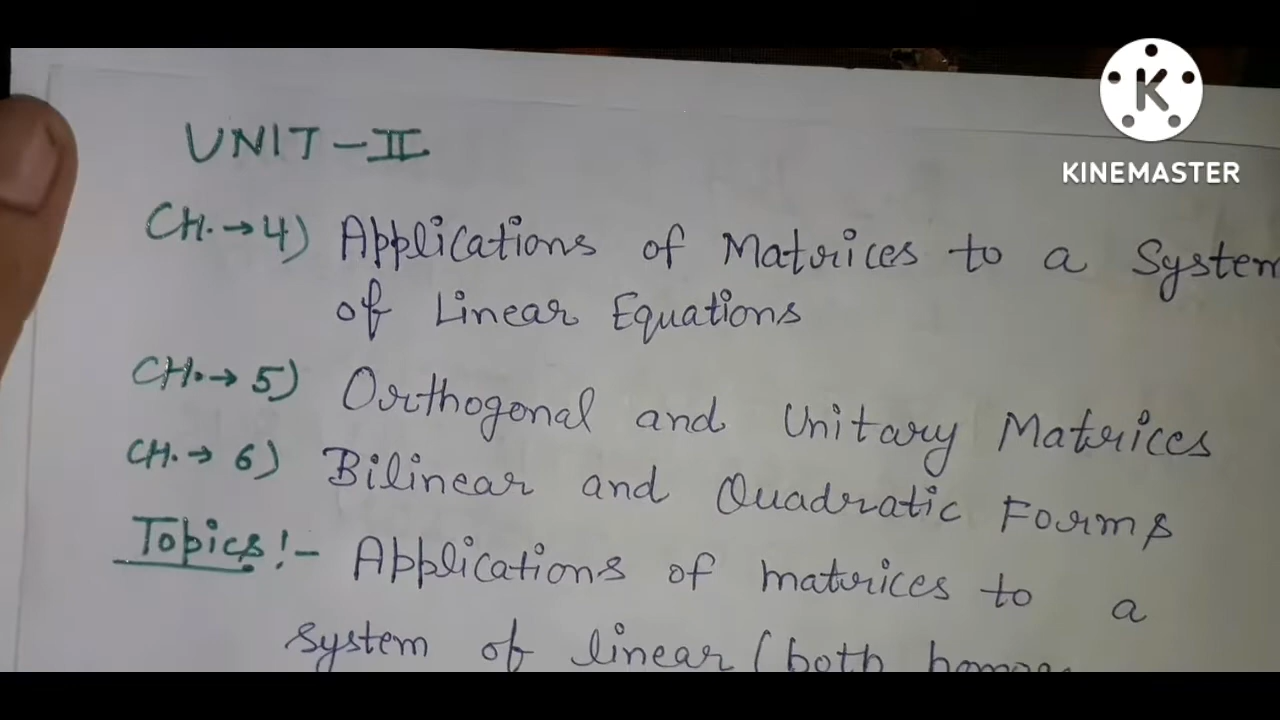 UNIT-II
CH.→4) Applications of Matrices to a System
of Linear Equations
CH.→5) Orthogonal and Unitary Matrices
CH.→6) Bilinear and Quadratic Forms
Topics:- Applications of matrices to a
system of linear (both
K
KINEMASTER